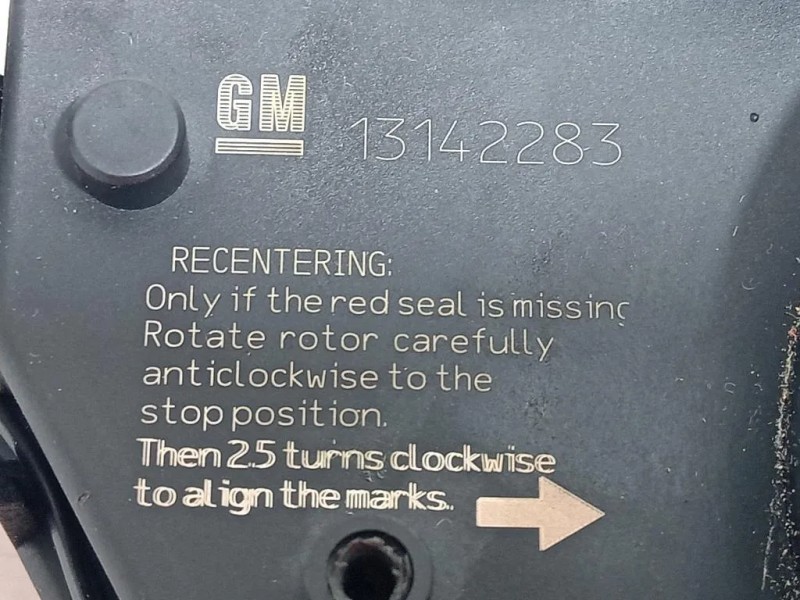 GM 13142283
RECENTERING:
Only if the red seal is missing
Rotate rotor carefully
anticlockwise to the
stop position.
Then 2.5 turns clockwise
to align the marks.